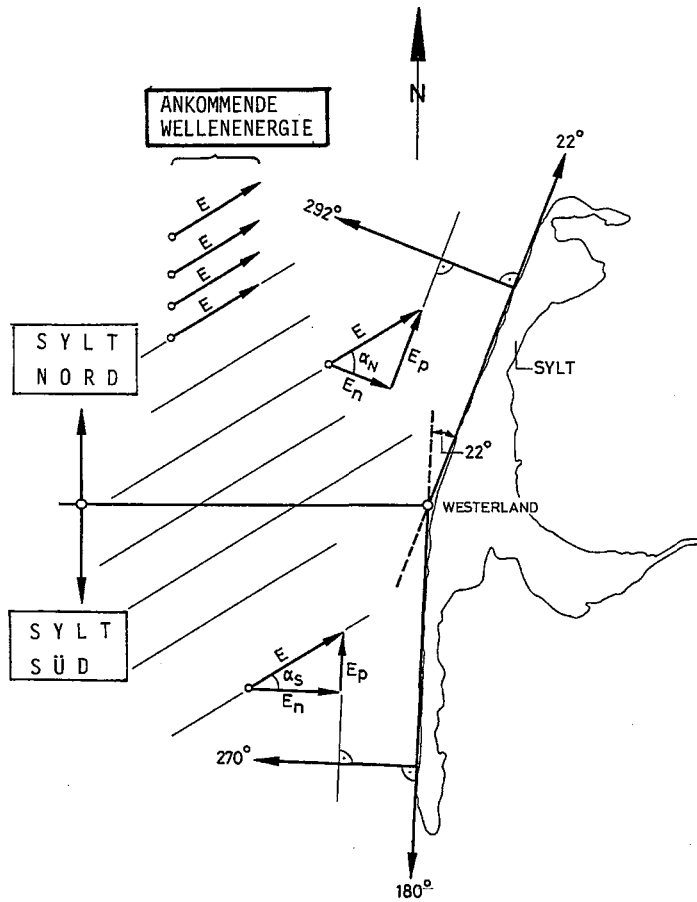 N
ANKOMMENDE
WELLENENERGIE
22°
292°
E
E
E
E
SYLT
NORD
E
αN
En
Ep
SYLT
22°
WESTERLAND
SYLT
SÜD
E
αS
En
Ep
270°
180°